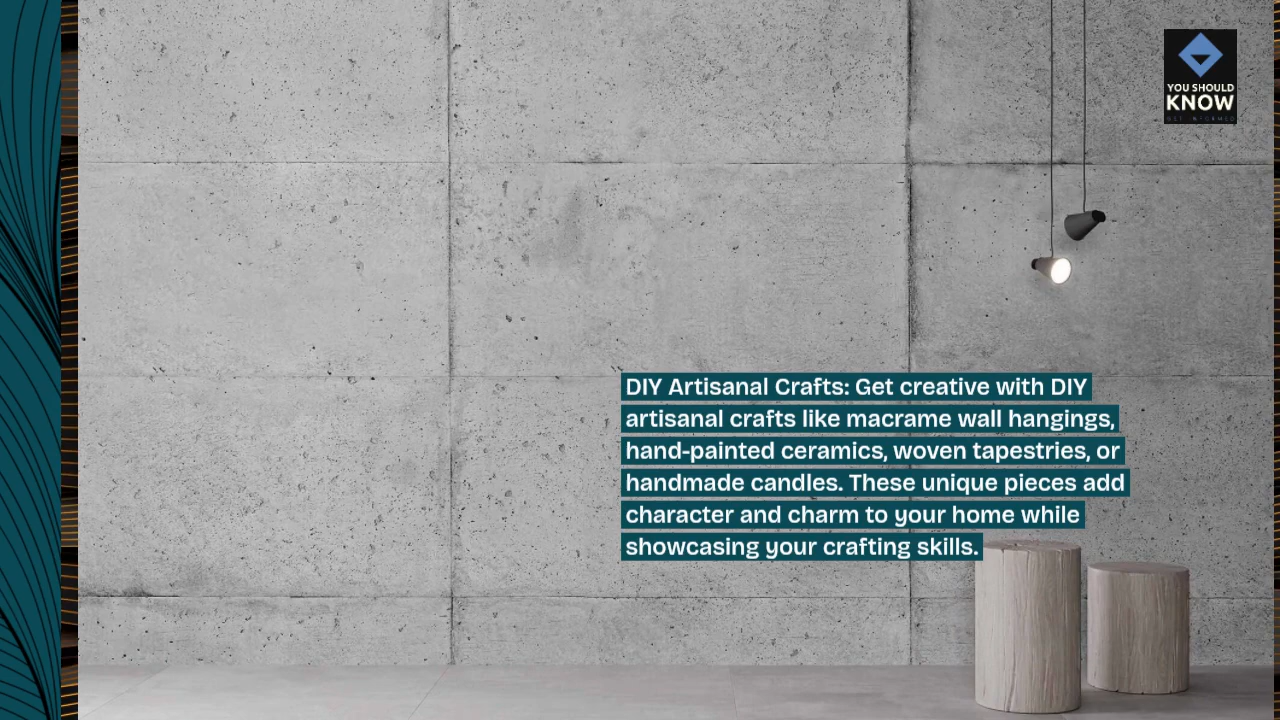 YOU SHOULD
KNOW
GET INFORMED
DIY Artisanal Crafts: Get creative with DIY
artisanal crafts like macrame wall hangings,
hand-painted ceramics, woven tapestries, or
handmade candles. These unique pieces add
character and charm to your home while
showcasing your crafting skills.